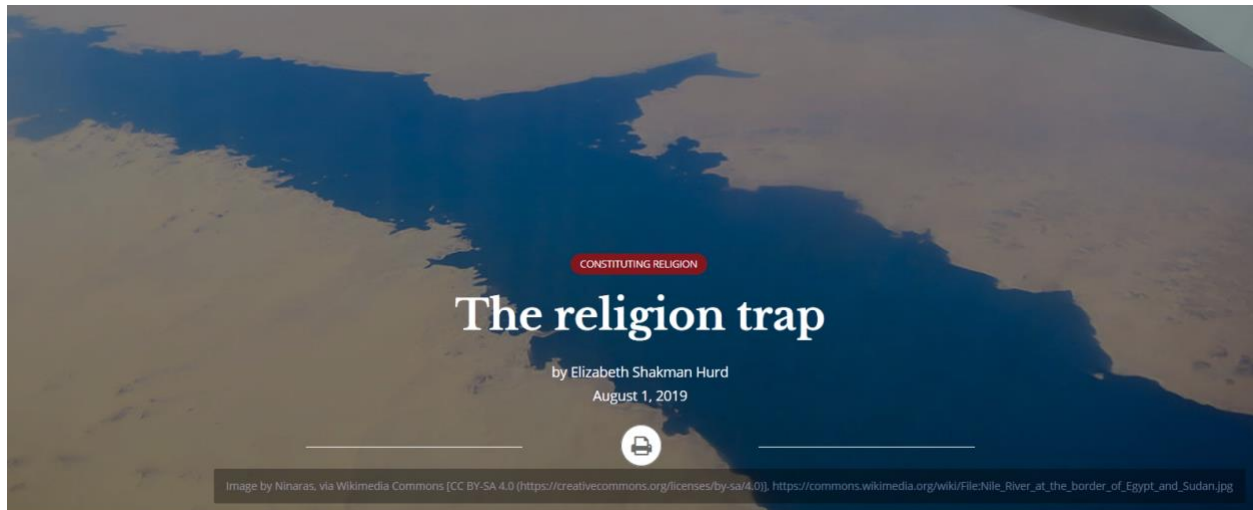 CONSTITUTING RELIGION
The religion trap
by Elizabeth Shakman Hurd
August 1, 2019
Image by Ninaras, via Wikimedia Commons [CC BY-SA 4.0 (https://creativecommons.org/licenses/by-sa/4.0)], https://commons.wikimedia.org/wiki/File:Nile_River_at_the_border_of_Egypt_and_Sudan.jpg